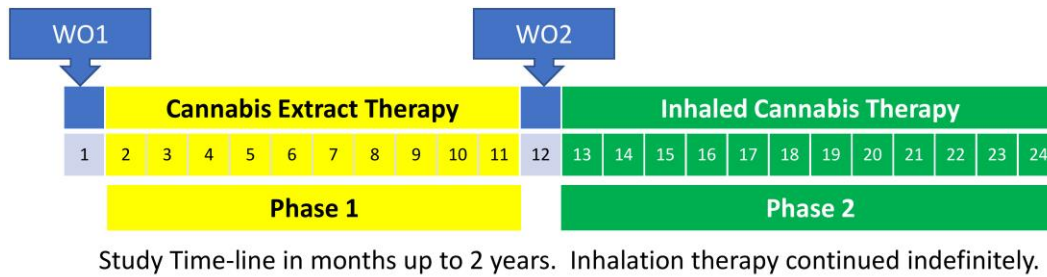 WO1 WO2
Cannabis Extract Therapy Inhaled Cannabis Therapy
1 2 3 4 5 6 7 8 9 10 11 12 13 14 15 16 17 18 19 20 21 22 23 24
Phase 1 Phase 2
Study Time-line in months up to 2 years. Inhalation therapy continued indefinitely.